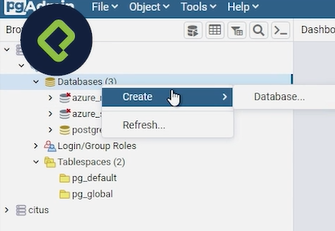 pgAdmin File Object Tools Help
Bro
Dashbo
Databases (3)
azure_
Create
Database...
azure_s
postgre
Refresh...
Login/Group Roles
Tablespaces (2)
pg_default
pg_global
citus